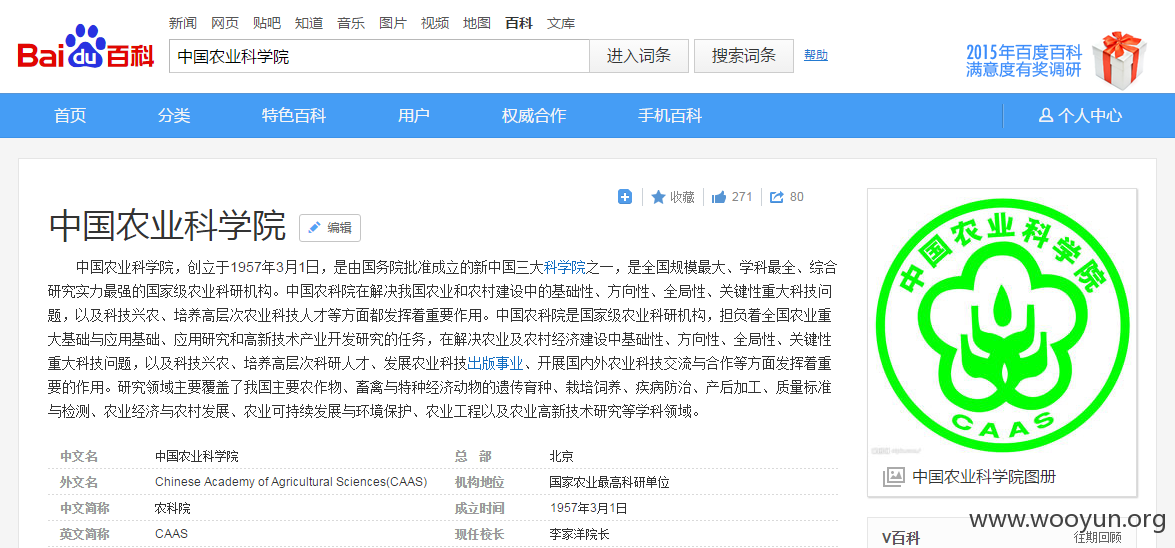 新闻 网页 贴吧 知道 音乐 图片 视频 地图 百科 文库
Bai du 百科
中国农业科学院 进入词条 搜索词条 帮助
2015年百度百科
满意度有奖调研
首页 分类 特色百科 用户 权威合作 手机百科 个人中心
收藏 271 80
中国农业科学院 编辑
中国农业科学院，创立于1957年3月1日，是由国务院批准成立的新中国三大科学院之一，是全国规模最大、学科最全、综合
研究实力最强的国家级农业科研机构。中国农科院在解决我国农业和农村建设中的基础性、方向性、全局性、关键性重大科技问
题，以及科技兴农、培养高层次农业科技人才等方面都发挥着重要作用。中国农科院是国家级农业科研机构，担负着全国农业重
大基础与应用基础、应用研究和高新技术产业开发研究的任务，在解决农业及农村经济建设中基础性、方向性、全局性、关键性
重大科技问题，以及科技兴农、培养高层次科研人才、发展农业科技出版事业、开展国内外农业科技交流与合作等方面发挥着重
要的作用。研究领域主要覆盖了我国主要农作物、畜禽与特种经济动物的遗传育种、栽培饲养、疾病防治、产后加工、质量标准
与检测、农业经济与农村发展、农业可持续发展与环境保护、农业工程以及农业高新技术研究等学科领域。
中文名 中国农业科学院 总 部 北京
外文名 Chinese Academy of Agricultural Sciences(CAAS) 机构地位 国家农业最高科研单位
中文简称 农科院 成立时间 1957年3月1日
英文简称 CAAS 现任校长 李家洋院长
中国农业科学院
CAAS
中国农业科学院图册
www.wooyun.org
V百科 往期回顾